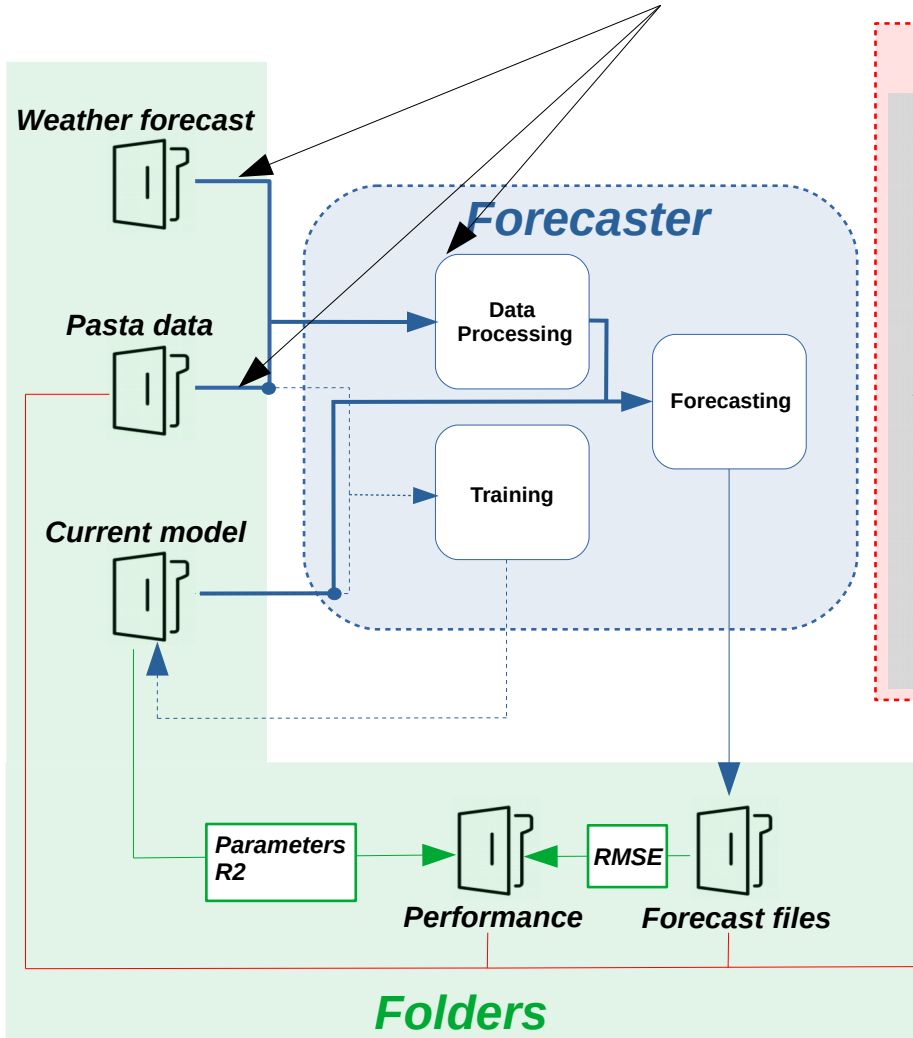 Weather forecast
Forecaster
Data
Processing
Pasta data
Forecasting
Training
Current model
Parameters
R2
RMSE
Performance
Forecast files
Folders